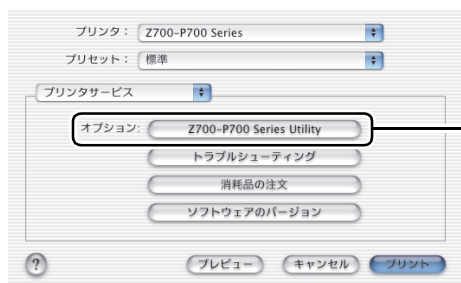 プリンタ： Z700-P700 Series
プリセット： 標準
プリンタサービス
オプション: Z700-P700 Series Utility
トラブルシューティング
消耗品の注文
ソフトウェアのバージョン
? プレビュー キャンセル プリント